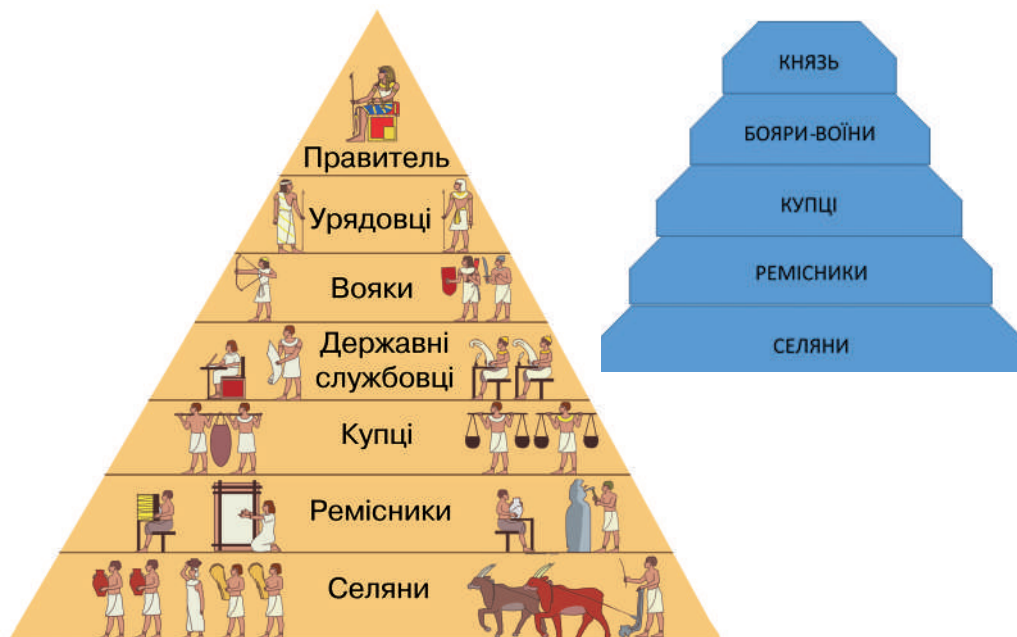 Правитель
Урядовці
Вояки
Державні
службовці
Купці
Ремісники
Селяни
КНЯЗЬ
БОЯРИ-ВОЇНИ
КУПЦІ
РЕМІСНИКИ
СЕЛЯНИ